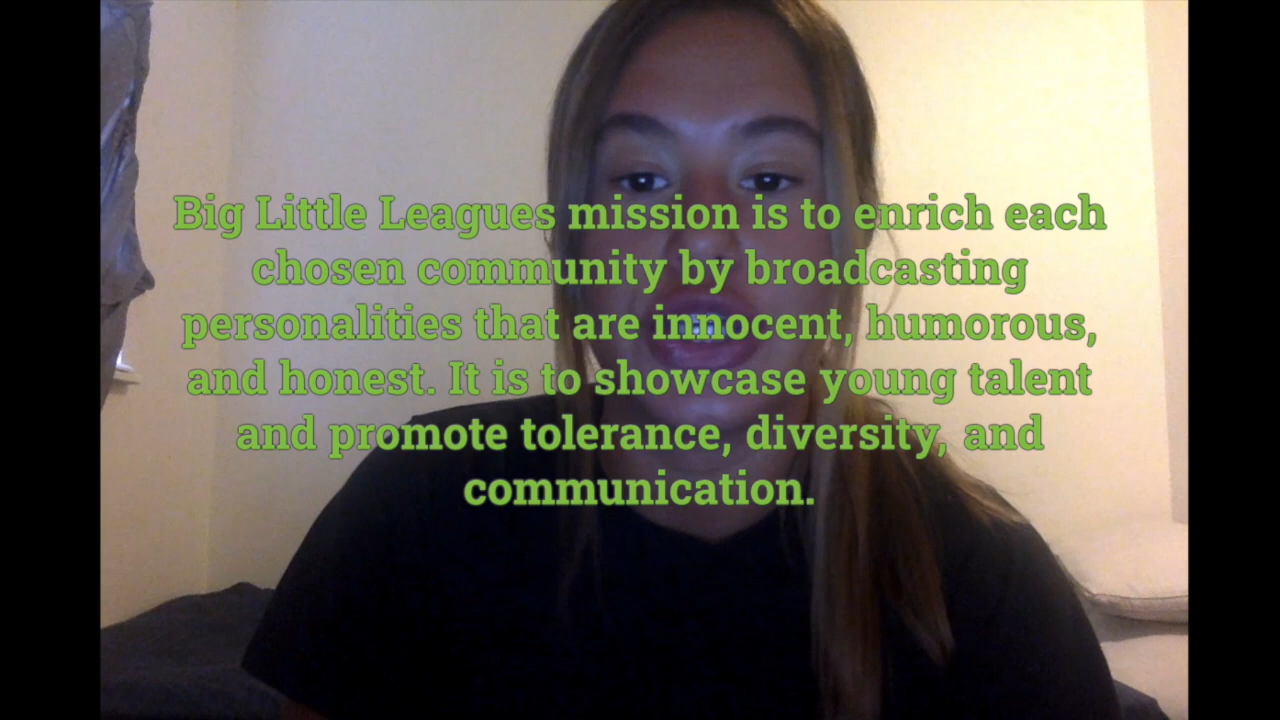 Big Little Leagues mission is to enrich each
chosen community by broadcasting
personalities that are innocent, humorous,
and honest. It is to showcase young talent
and promote tolerance, diversity, and
communication.